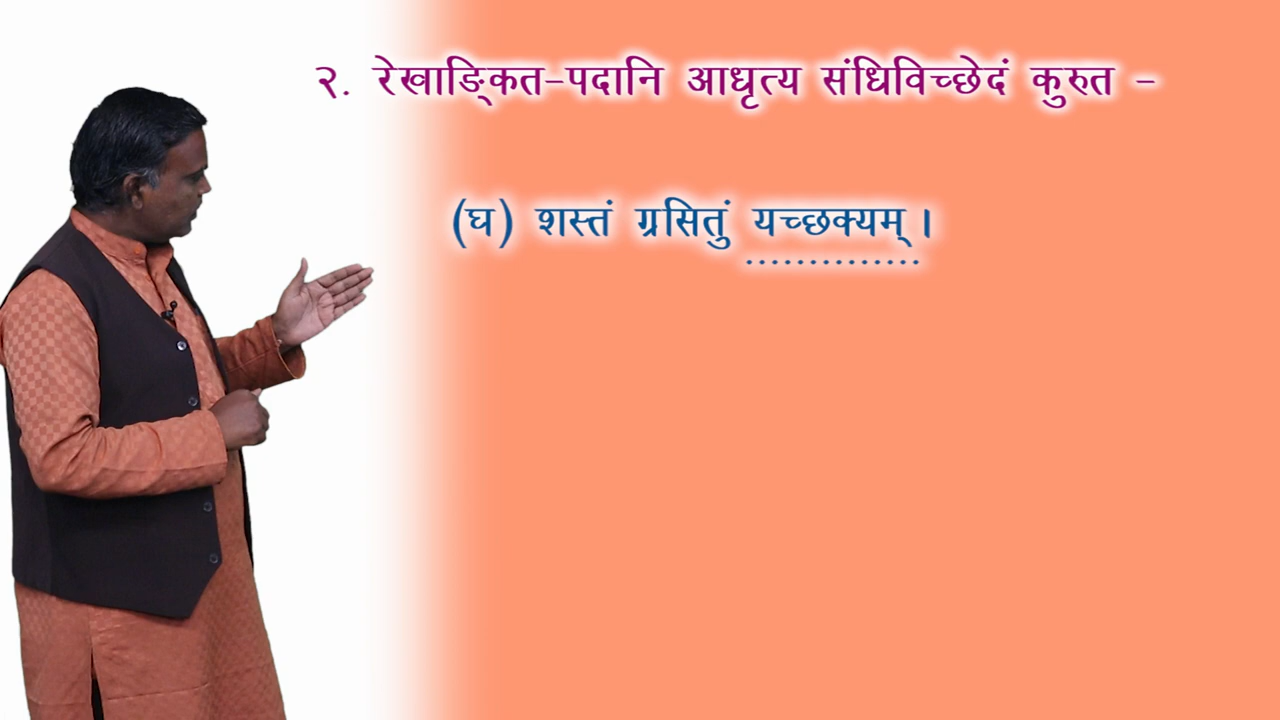 २. रेखाङ्कित-पदानि आधृत्य संधिविच्छेदं कुरुत -
(घ) शस्तं ग्रसितुं यच्छक्यम् ।
..............